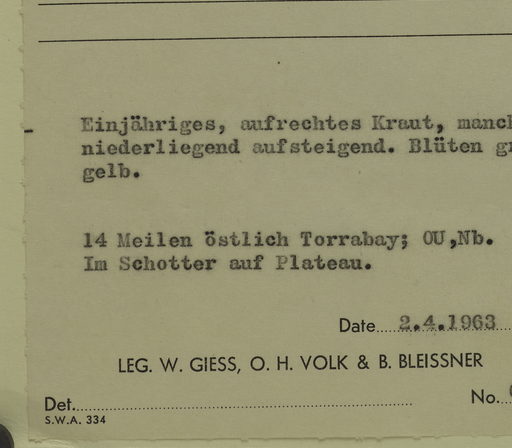 Einjähriges, aufrechtes Kraut, manch
niederliegend aufsteigend. Blüten gr
gelb.
14 Meilen östlich Torrabay; OU,Nb.
Im Schotter auf Plateau.
Date 2.4.1963
LEG. W. GIESS, O. H. VOLK & B. BLEISSNER
Det. No.
S.W.A. 334